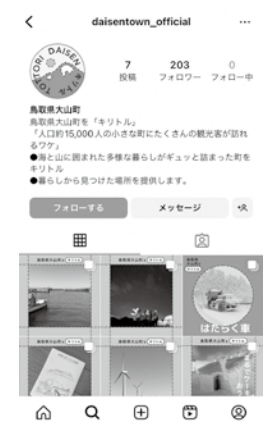 daisentown_official
TOTTORI DAISEN
キリトル
7
203
0
投稿
フォロワー
フォロー中
鳥取県大山町
鳥取県大山町を「キリトル」
「人口約15,000人の小さな町にたくさんの観光客が訪れ
るワケ」
●海と山に囲まれた多様な暮らしがギュッと詰まった町を
キリトル
●暮らしから見つけた場所を提供します。
フォローする
メッセージ
はたらく車